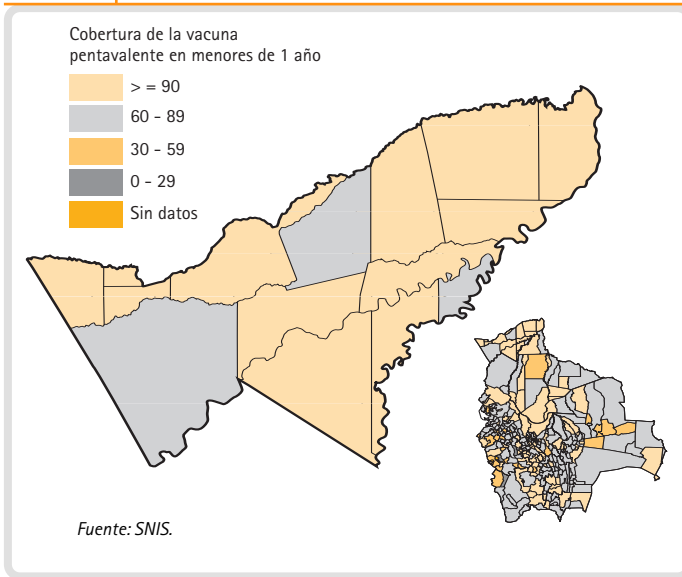 Cobertura de la vacuna
pentavalente en menores de 1 año
> = 90
60 - 89
30 - 59
0 - 29
Sin datos
Fuente: SNIS.